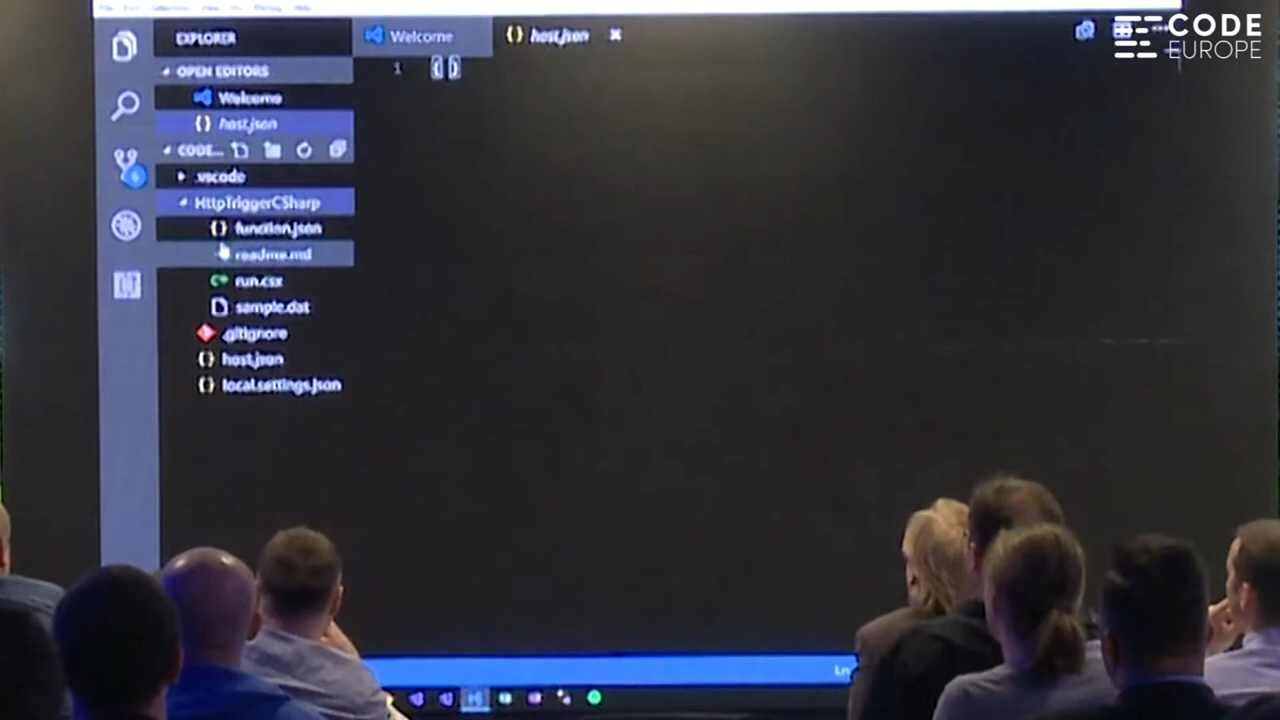 CODE
EUROPE
EXPLORER
Welcome
host.json
OPEN EDITORS
1 {}
Welcome
host.json
CODE...
.vscode
HttpTriggerCSharp
function.json
readme.md
run.csx
sample.dat
.gitignore
host.json
local.settings.json
Ln